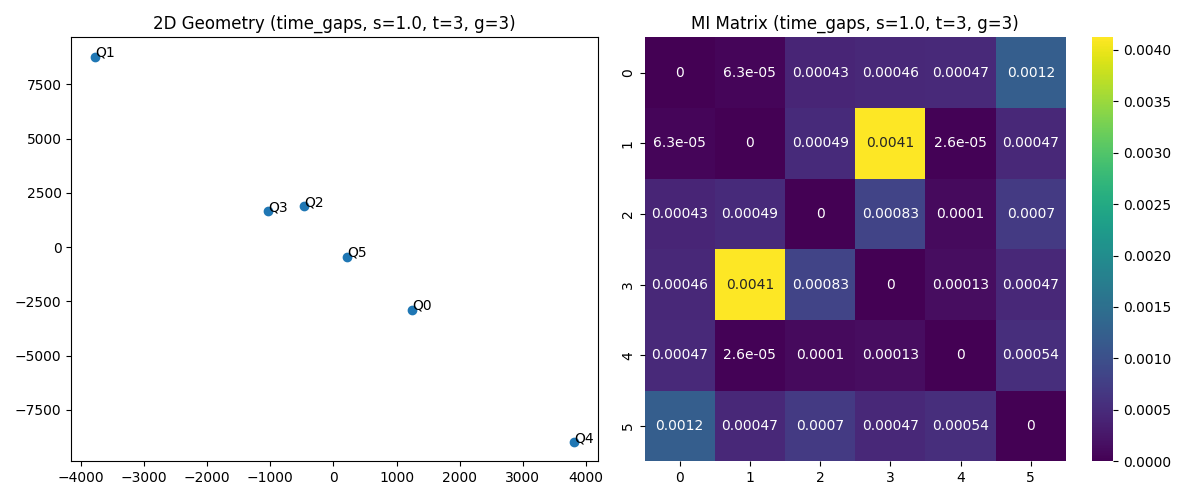 2D Geometry (time_gaps, s=1.0, t=3, g=3)
Q1
Q3
Q2
Q5
Q0
Q4
7500
5000
2500
0
−2500
−5000
−7500
−4000 −3000 −2000 −1000 0 1000 2000 3000 4000
MI Matrix (time_gaps, s=1.0, t=3, g=3)
0 0 6.3e-05 0.00043 0.00046 0.00047 0.0012
1 6.3e-05 0 0.00049 0.0041 2.6e-05 0.00047
2 0.00043 0.00049 0 0.00083 0.0001 0.0007
3 0.00046 0.0041 0.00083 0 0.00013 0.00047
4 0.00047 2.6e-05 0.0001 0.00013 0 0.00054
5 0.0012 0.00047 0.0007 0.00047 0.00054 0
0 1 2 3 4 5
0.0040
0.0035
0.0030
0.0025
0.0020
0.0015
0.0010
0.0005
0.0000